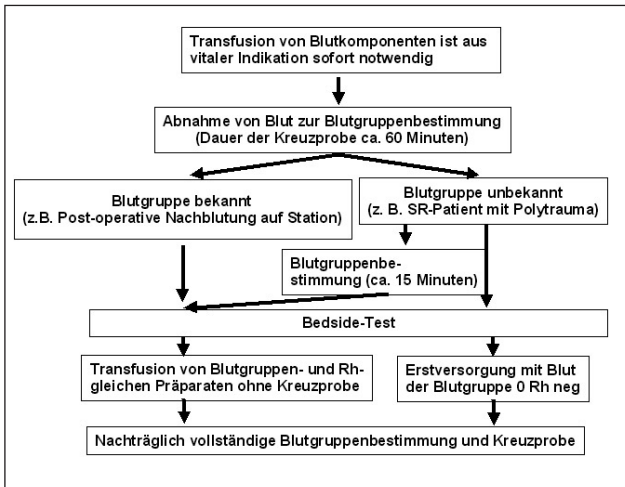 Transfusion von Blutkomponenten ist aus
vitaler Indikation sofort notwendig
Abnahme von Blut zur Blutgruppenbestimmung
(Dauer der Kreuzprobe ca. 60 Minuten)
Blutgruppe bekannt
(z.B. Post-operative Nachblutung auf Station)
Blutgruppe unbekannt
(z. B. SR-Patient mit Polytrauma)
Blutgruppenbe-
stimmung (ca. 15 Minuten)
Bedside-Test
Transfusion von Blutgruppen- und Rh-
gleichen Präparaten ohne Kreuzprobe
Erstversorgung mit Blut
der Blutgruppe 0 Rh neg
Nachträglich vollständige Blutgruppenbestimmung und Kreuzprobe